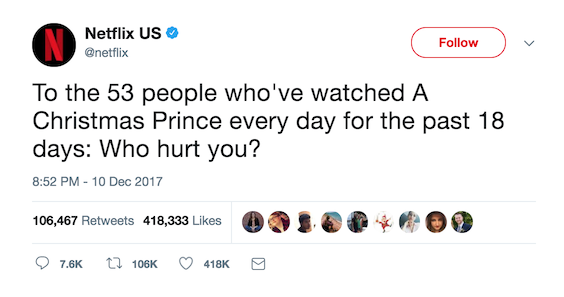 Netflix US
@netflix
Follow
To the 53 people who've watched A
Christmas Prince every day for the past 18
days: Who hurt you?
8:52 PM - 10 Dec 2017
106,467 Retweets 418,333 Likes
7.6K 106K 418K